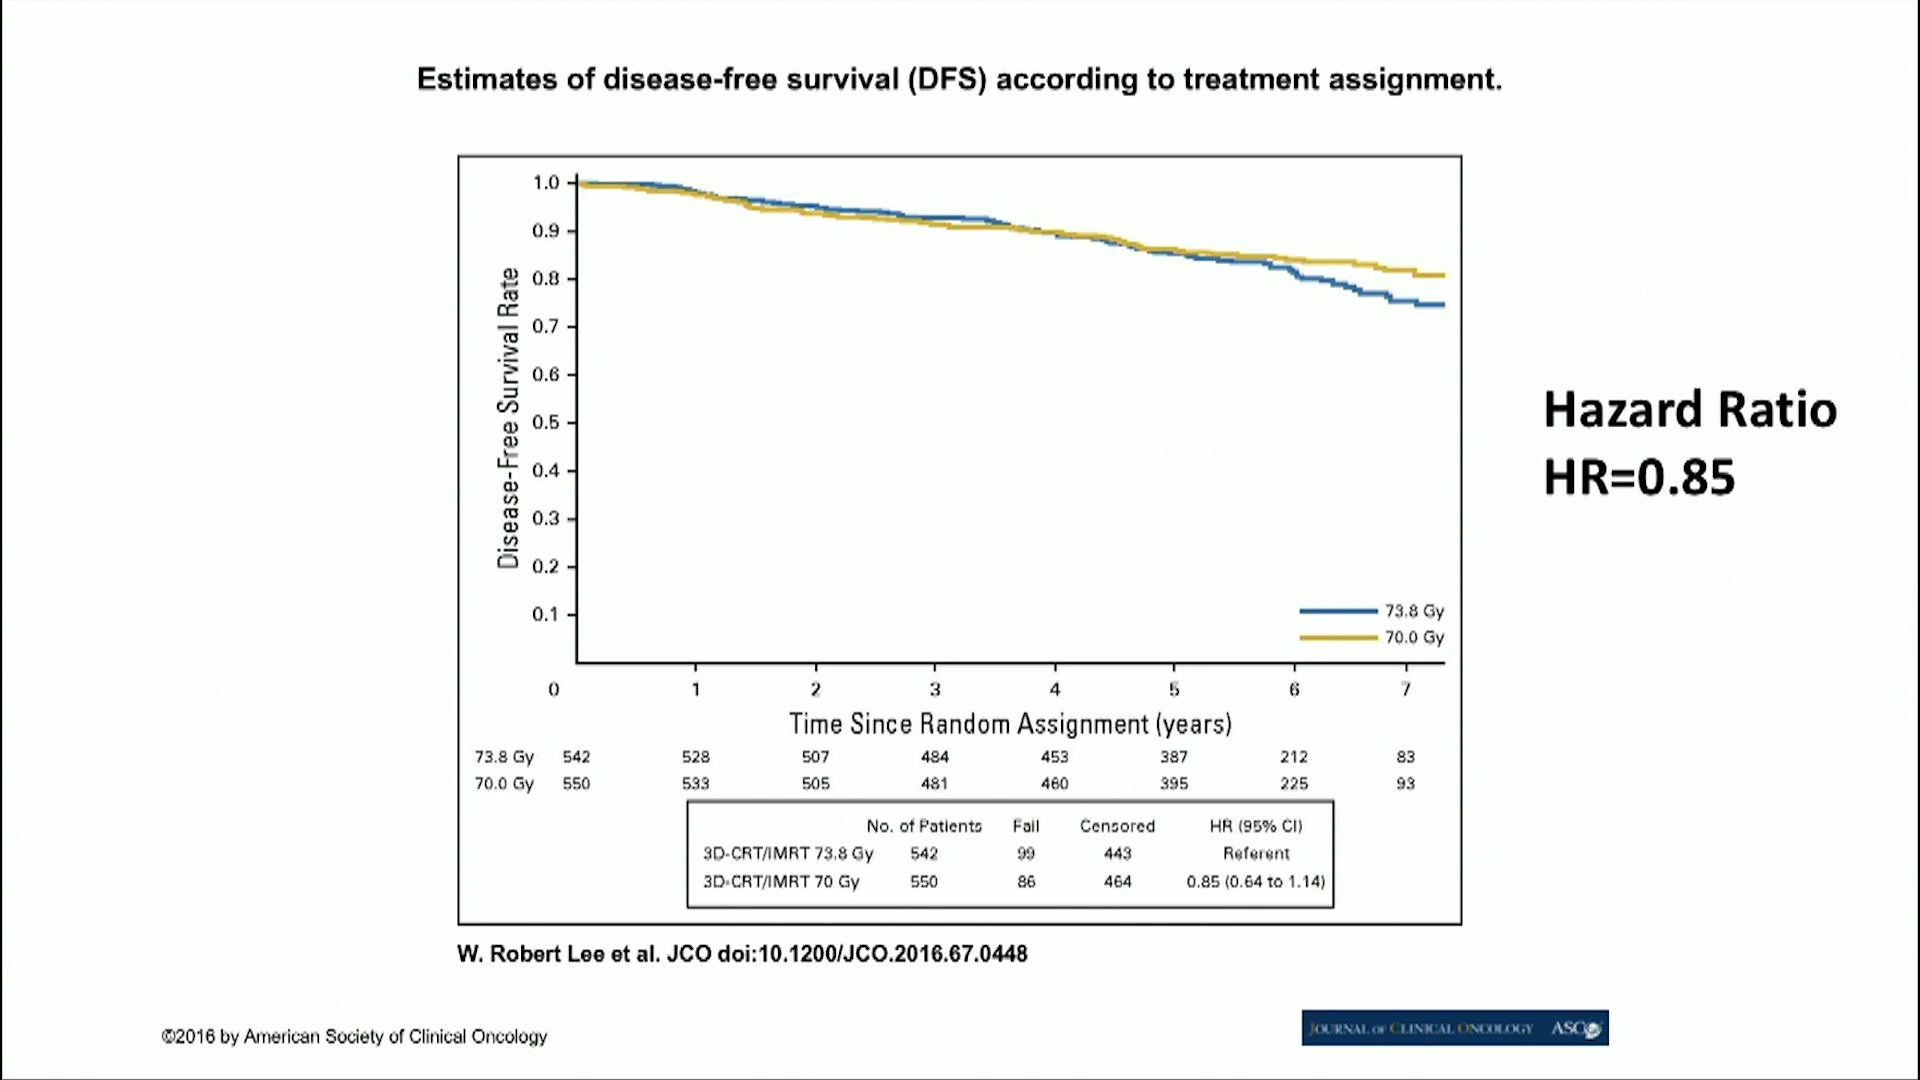 Estimates of disease-free survival (DFS) according to treatment assignment.
1.0
0.9
0.8
0.7
0.6
0.5
0.4
0.3
0.2
0.1
Disease-Free Survival Rate
73.8 Gy
70.0 Gy
0 1 2 3 4 5 6 7
Time Since Random Assignment (years)
73.8 Gy 542 528 507 484 453 387 212 83
70.0 Gy 550 533 505 481 460 395 225 93
No. of Patients Fail Censored HR (95% CI)
3D-CRT/IMRT 73.8 Gy 542 99 443 Referent
3D-CRT/IMRT 70 Gy 550 86 464 0.85 (0.64 to 1.14)
Hazard Ratio
HR=0.85
W. Robert Lee et al. JCO doi:10.1200/JCO.2016.67.0448
©2016 by American Society of Clinical Oncology
JOURNAL OF CLINICAL ONCOLOGY ASCO